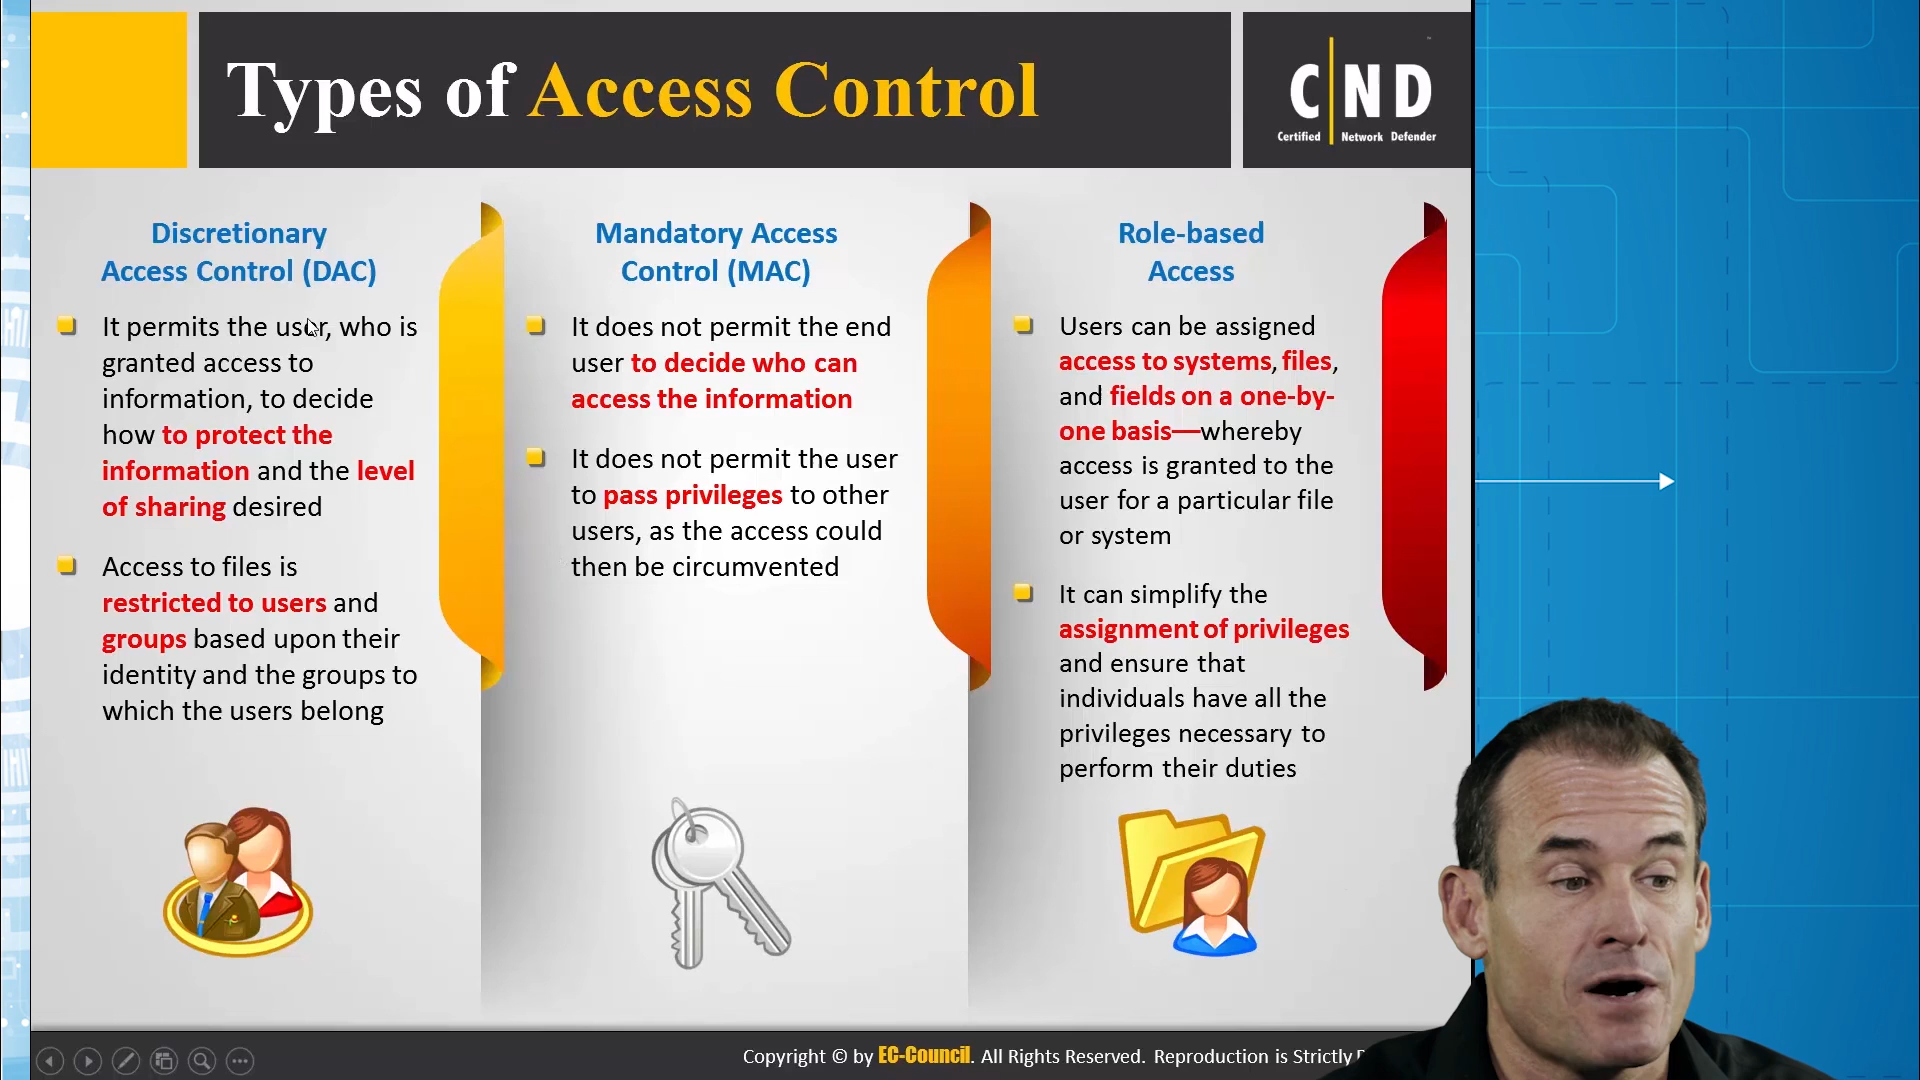 Types of Access Control
C|ND
Certified Network Defender
Discretionary
Access Control (DAC)
It permits the user, who is
granted access to
information, to decide
how to protect the
information and the level
of sharing desired
Access to files is
restricted to users and
groups based upon their
identity and the groups to
which the users belong
Mandatory Access
Control (MAC)
It does not permit the end
user to decide who can
access the information
It does not permit the user
to pass privileges to other
users, as the access could
then be circumvented
Role-based
Access
Users can be assigned
access to systems, files,
and fields on a one-by-
one basis—whereby
access is granted to the
user for a particular file
or system
It can simplify the
assignment of privileges
and ensure that
individuals have all the
privileges necessary to
perform their duties
Copyright © by EC-Council. All Rights Reserved. Reproduction is Strictly